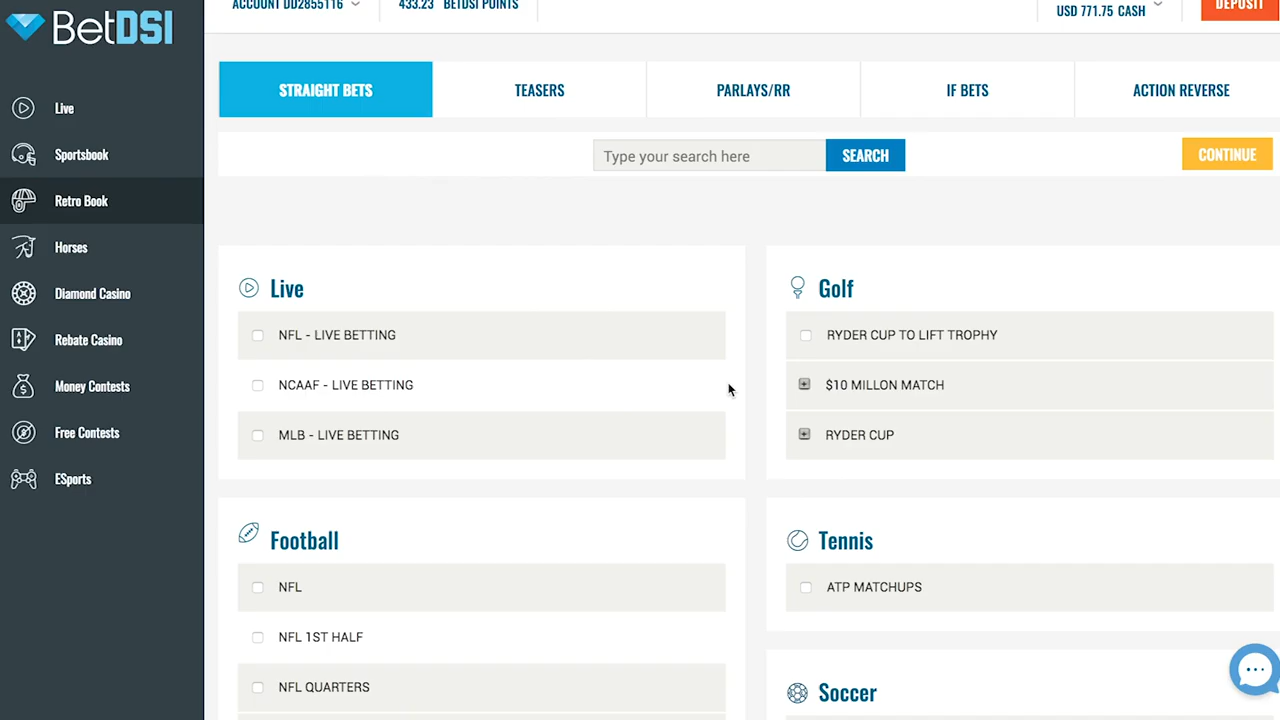 BetDSI
ACCOUNT DD2855116
433.23 BETDSI POINTS
USD 771.75 CASH
DEPOSIT
Live
Sportsbook
Retro Book
Horses
Diamond Casino
Rebate Casino
Money Contests
Free Contests
ESports
STRAIGHT BETS
TEASERS
PARLAYS/RR
IF BETS
ACTION REVERSE
Type your search here
SEARCH
CONTINUE
Live
NFL - LIVE BETTING
NCAAF - LIVE BETTING
MLB - LIVE BETTING
Golf
RYDER CUP TO LIFT TROPHY
$10 MILLON MATCH
RYDER CUP
Football
NFL
NFL 1ST HALF
NFL QUARTERS
Tennis
ATP MATCHUPS
Soccer